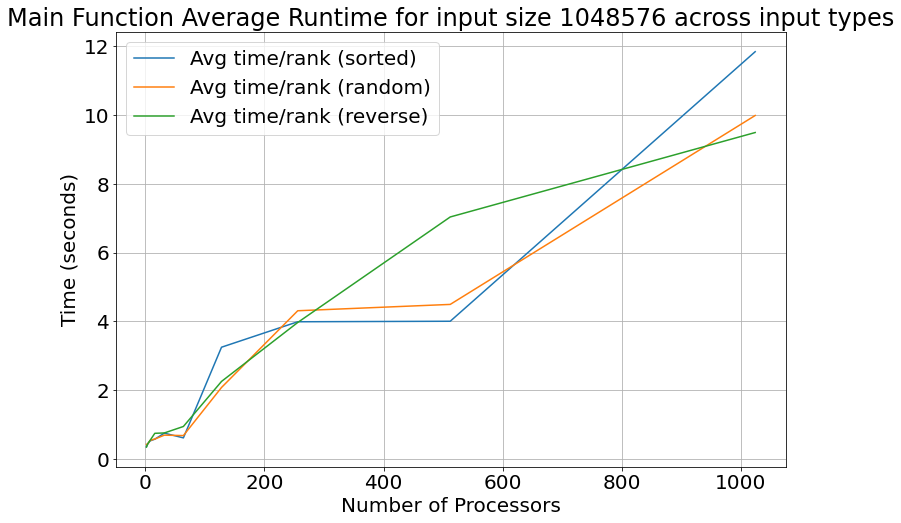 Main Function Average Runtime for input size 1048576 across input types
Avg time/rank (sorted)
Avg time/rank (random)
Avg time/rank (reverse)
Time (seconds)
12
10
8
6
4
2
0
0 200 400 600 800 1000
Number of Processors